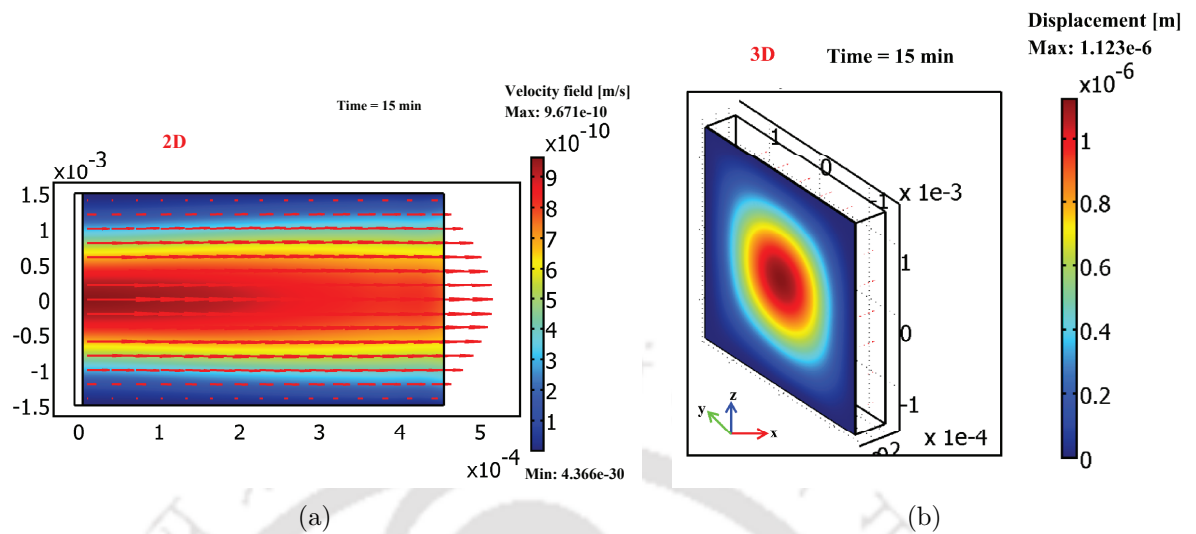 Time = 15 min
Velocity field [m/s]
Max: 9.671e-10
2D
x10⁻³
x10⁻¹⁰
1.5
1
0.5
0
-0.5
-1
-1.5
9
8
7
6
5
4
3
2
1
0 1 2 3 4 5
x10⁻⁴
Min: 4.366e-30
(a)
3D
Time = 15 min
Displacement [m]
Max: 1.123e-6
x10⁻⁶
1
0
-1
x 1e-3
1
0
-1
x 1e-4
2
z
y
x
1
0.8
0.6
0.4
0.2
0
(b)